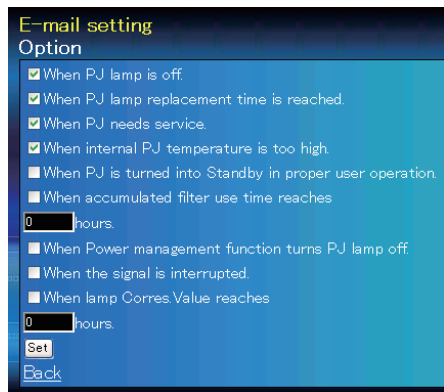 E-mail setting
Option
When PJ lamp is off.
When PJ lamp replacement time is reached.
When PJ needs service.
When internal PJ temperature is too high.
When PJ is turned into Standby in proper user operation.
When accumulated filter use time reaches
0 hours.
When Power management function turns PJ lamp off.
When the signal is interrupted.
When lamp Corres.Value reaches
0 hours.
Set
Back